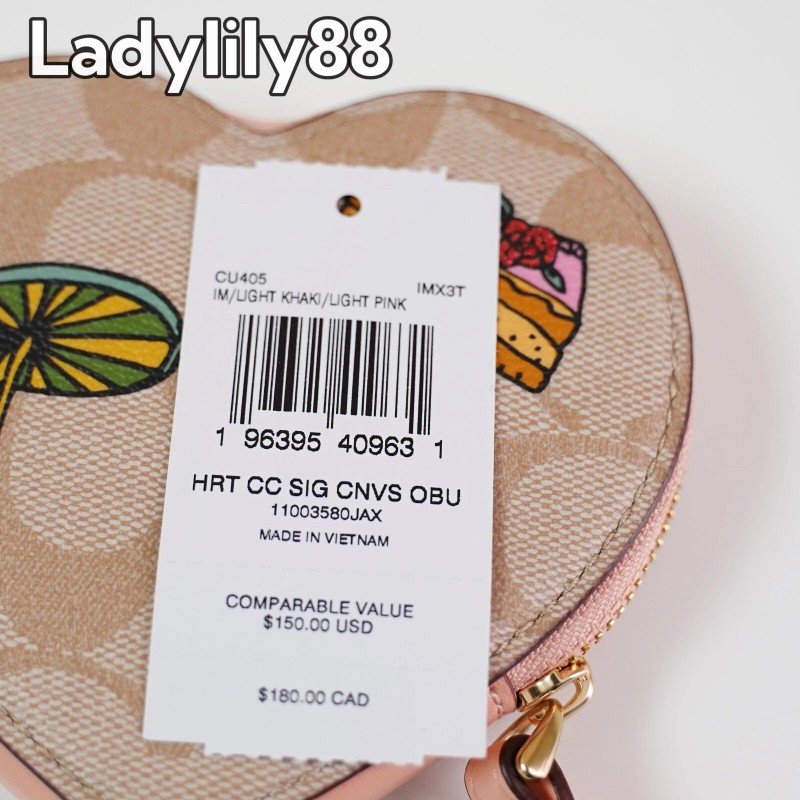 Ladylily88
CU405
IMX3T
IM/LIGHT KHAKI/LIGHT PINK
1 96395 40963 1
HRT CC SIG CNVS OBU
11003580JAX
MADE IN VIETNAM
COMPARABLE VALUE
$150.00 USD
$180.00 CAD